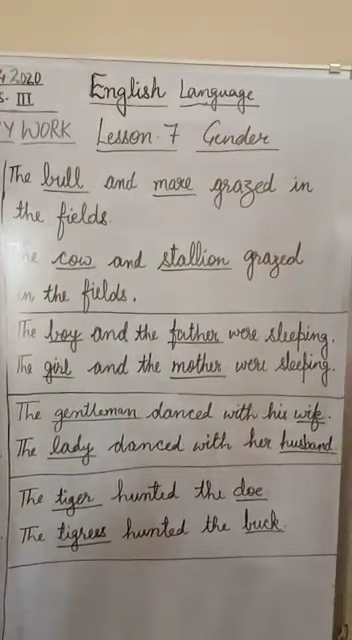 2020
S- III
English Language
Y WORK Lesson-7 Gender
The bull and mare grazed in
the fields.
cow and stallion grazed
in the fields.
The boy and the father were sleeping.
The girl and the mother were sleeping.
The gentleman danced with his wife.
The lady danced with her husband
The tiger hunted the doe
The tigrees hunted the buck.